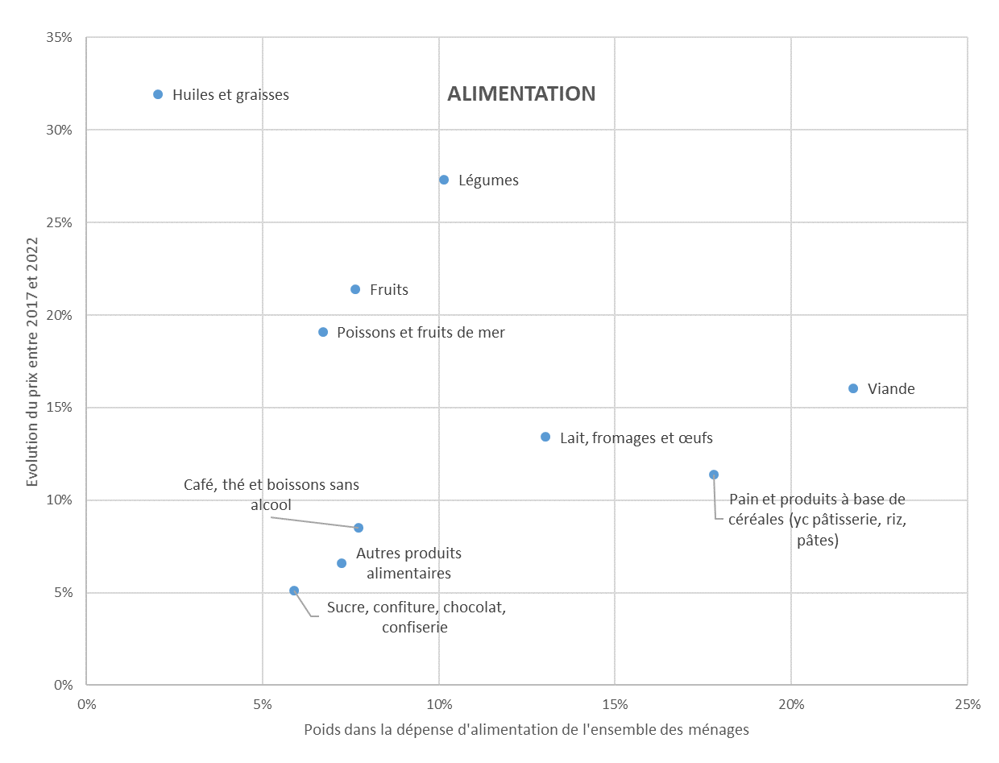 35%
Huiles et graisses
ALIMENTATION
30%
Légumes
25%
Fruits
20%
Poissons et fruits de mer
Viande
15%
Lait, fromages et œufs
Café, thé et boissons sans
alcool
10%
Pain et produits à base de
céréales (yc pâtisserie, riz,
pâtes)
Autres produits
alimentaires
5%
Sucre, confiture, chocolat,
confiserie
0%
Evolution du prix entre 2017 et 2022
0%
5%
10%
15%
20%
25%
Poids dans la dépense d'alimentation de l'ensemble des ménages